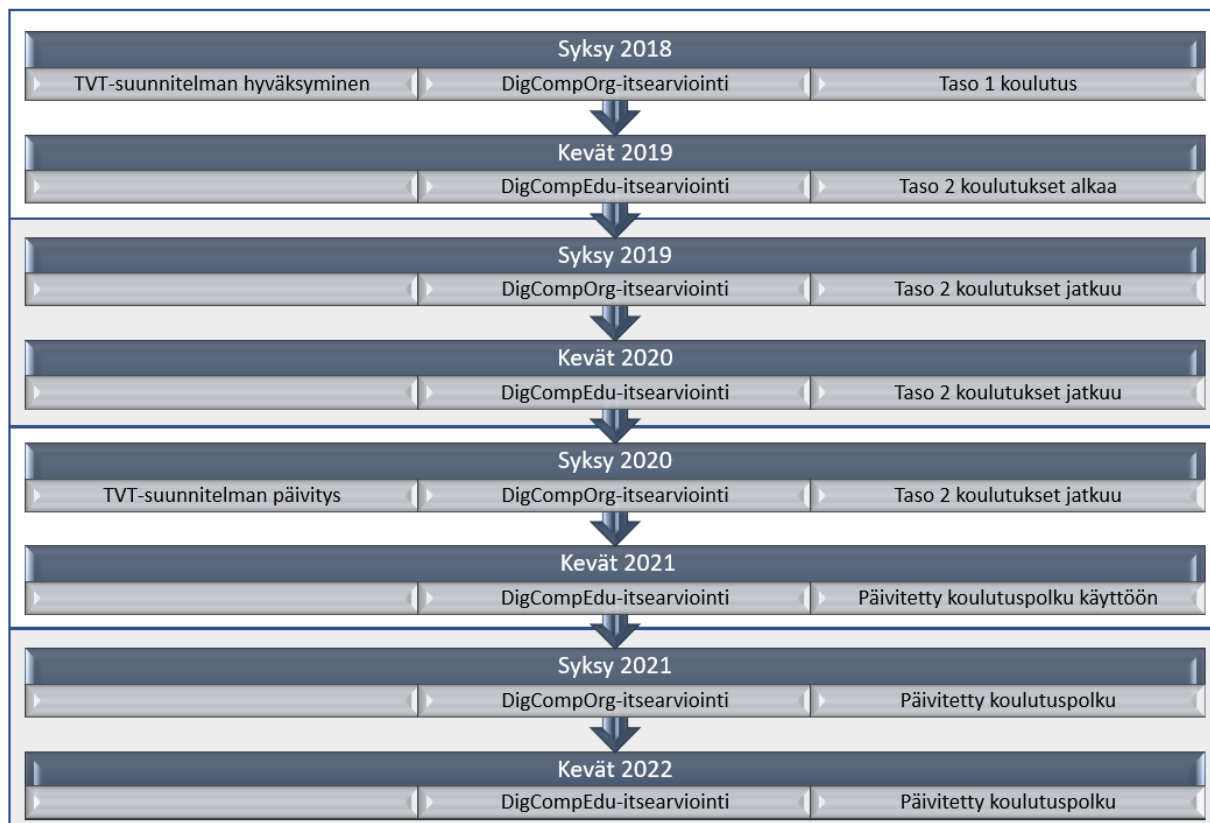 Syksy 2018
TVT-suunnitelman hyväksyminen DigCompOrg-itsearviointi Taso 1 koulutus
Kevät 2019
DigCompEdu-itsearviointi Taso 2 koulutukset alkaa
Syksy 2019
DigCompOrg-itsearviointi Taso 2 koulutukset jatkuu
Kevät 2020
DigCompEdu-itsearviointi Taso 2 koulutukset jatkuu
Syksy 2020
TVT-suunnitelman päivitys DigCompOrg-itsearviointi Taso 2 koulutukset jatkuu
Kevät 2021
DigCompEdu-itsearviointi Päivitetty koulutuspolku käyttöön
Syksy 2021
DigCompOrg-itsearviointi Päivitetty koulutuspolku
Kevät 2022
DigCompEdu-itsearviointi Päivitetty koulutuspolku